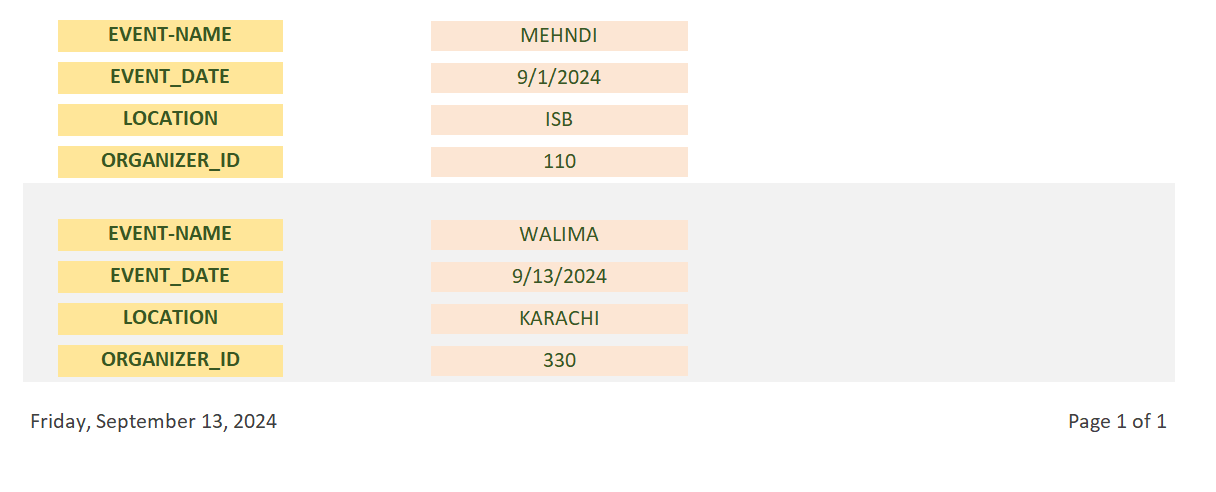 EVENT-NAME MEHNDI
EVENT_DATE 9/1/2024
LOCATION ISB
ORGANIZER_ID 110
EVENT-NAME WALIMA
EVENT_DATE 9/13/2024
LOCATION KARACHI
ORGANIZER_ID 330
Friday, September 13, 2024 Page 1 of 1